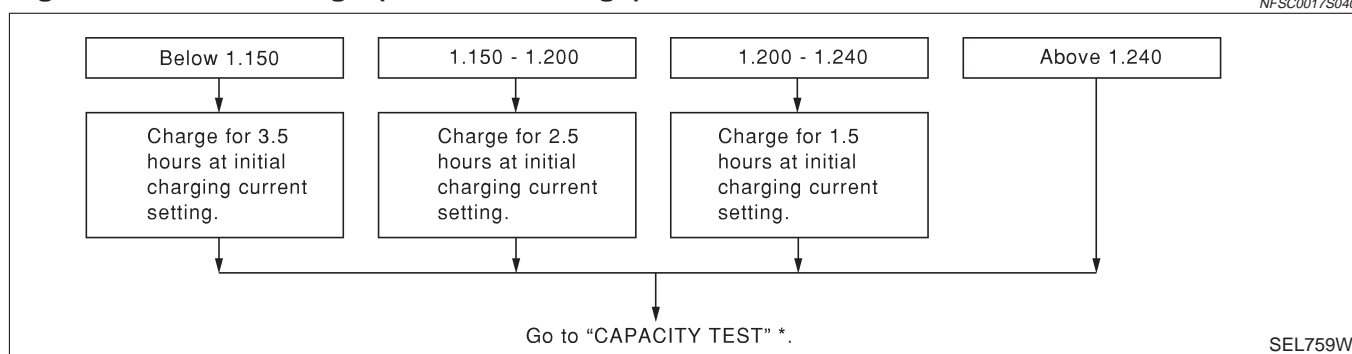 NFSC0017S040
Below 1.150
1.150 - 1.200
1.200 - 1.240
Above 1.240
Charge for 3.5
hours at initial
charging current
setting.
Charge for 2.5
hours at initial
charging current
setting.
Charge for 1.5
hours at initial
charging current
setting.
Go to “CAPACITY TEST” *.
SEL759W